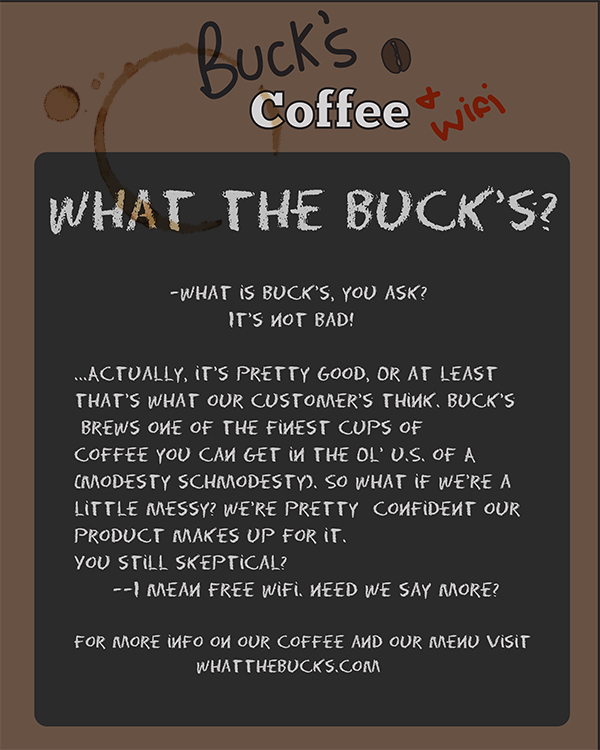 Buck's
Coffee
& Wifi
WHAT THE BUCK'S?
-WHAT IS BUCK'S, YOU ASK?
IT'S NOT BAD!
...ACTUALLY, IT'S PRETTY GOOD, OR AT LEAST
THAT'S WHAT OUR CUSTOMER'S THINK. BUCK'S
BREWS ONE OF THE FINEST CUPS OF
COFFEE YOU CAN GET IN THE OL' U.S. OF A
(MODESTY SCHMODESTY). SO WHAT IF WE'RE A
LITTLE MESSY? WE'RE PRETTY CONFIDENT OUR
PRODUCT MAKES UP FOR IT.
YOU STILL SKEPTICAL?
--I MEAN FREE WIFI. NEED WE SAY MORE?
FOR MORE INFO ON OUR COFFEE AND OUR MENU VISIT
WHATTHEBUCKS.COM